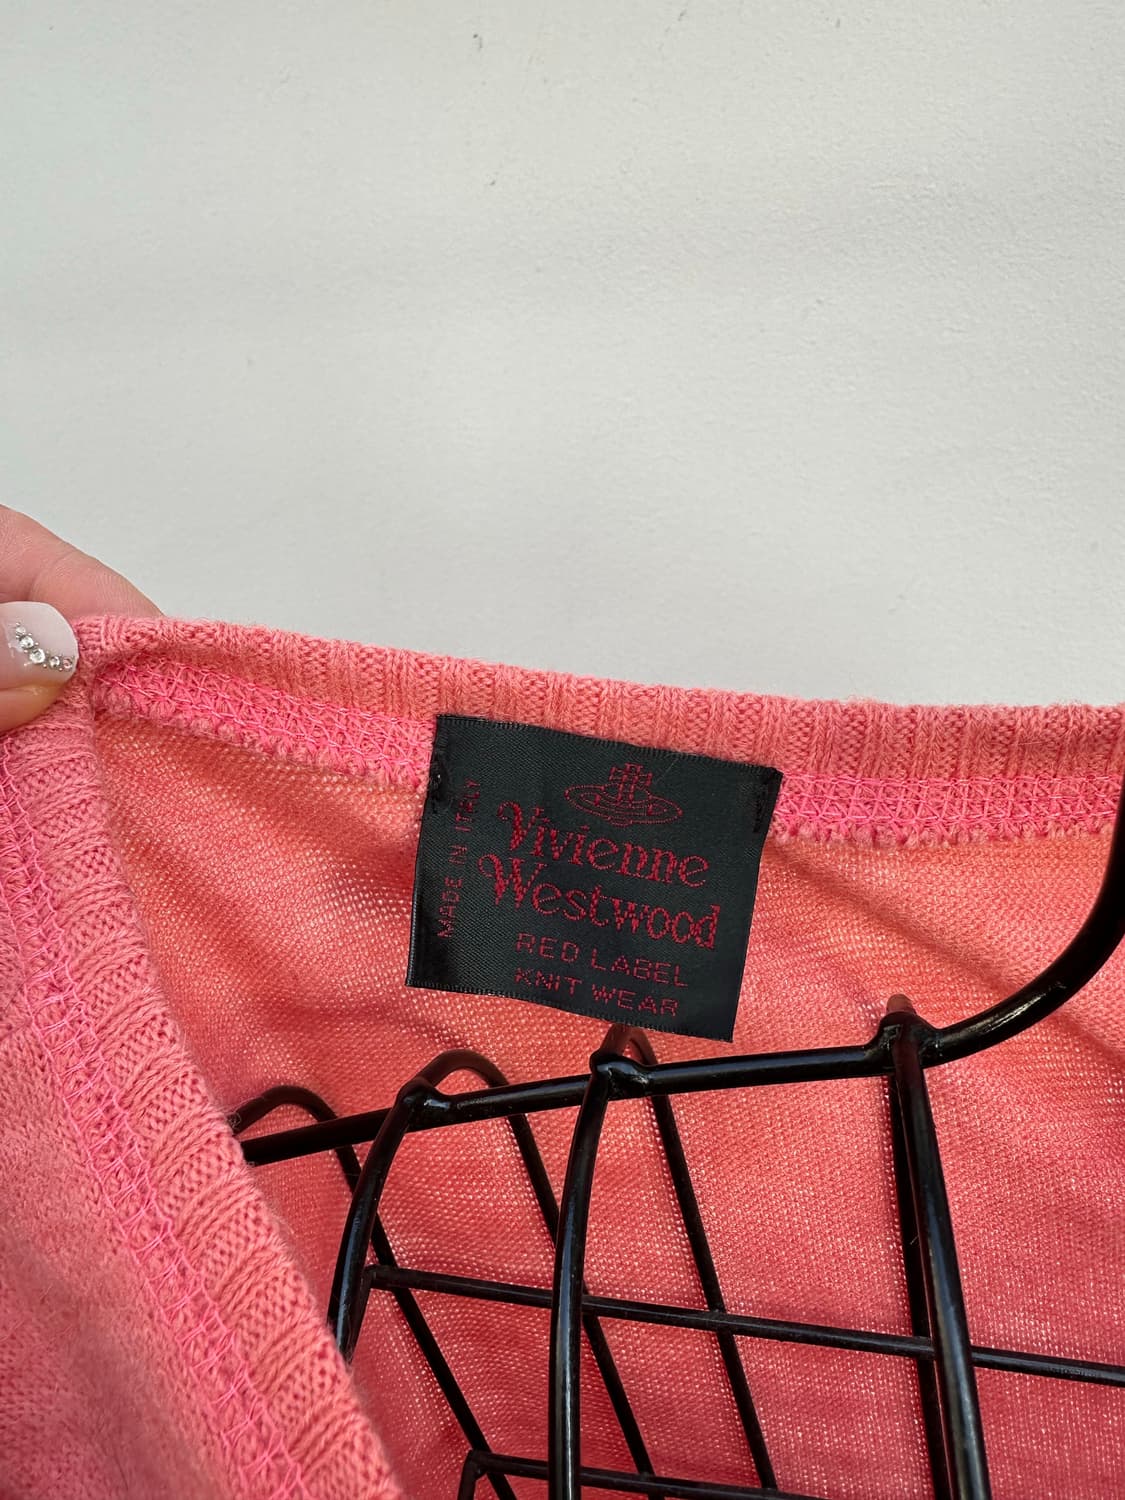 MADE IN ITALY
Vivienne
Westwood
RED LABEL
KNIT WEAR